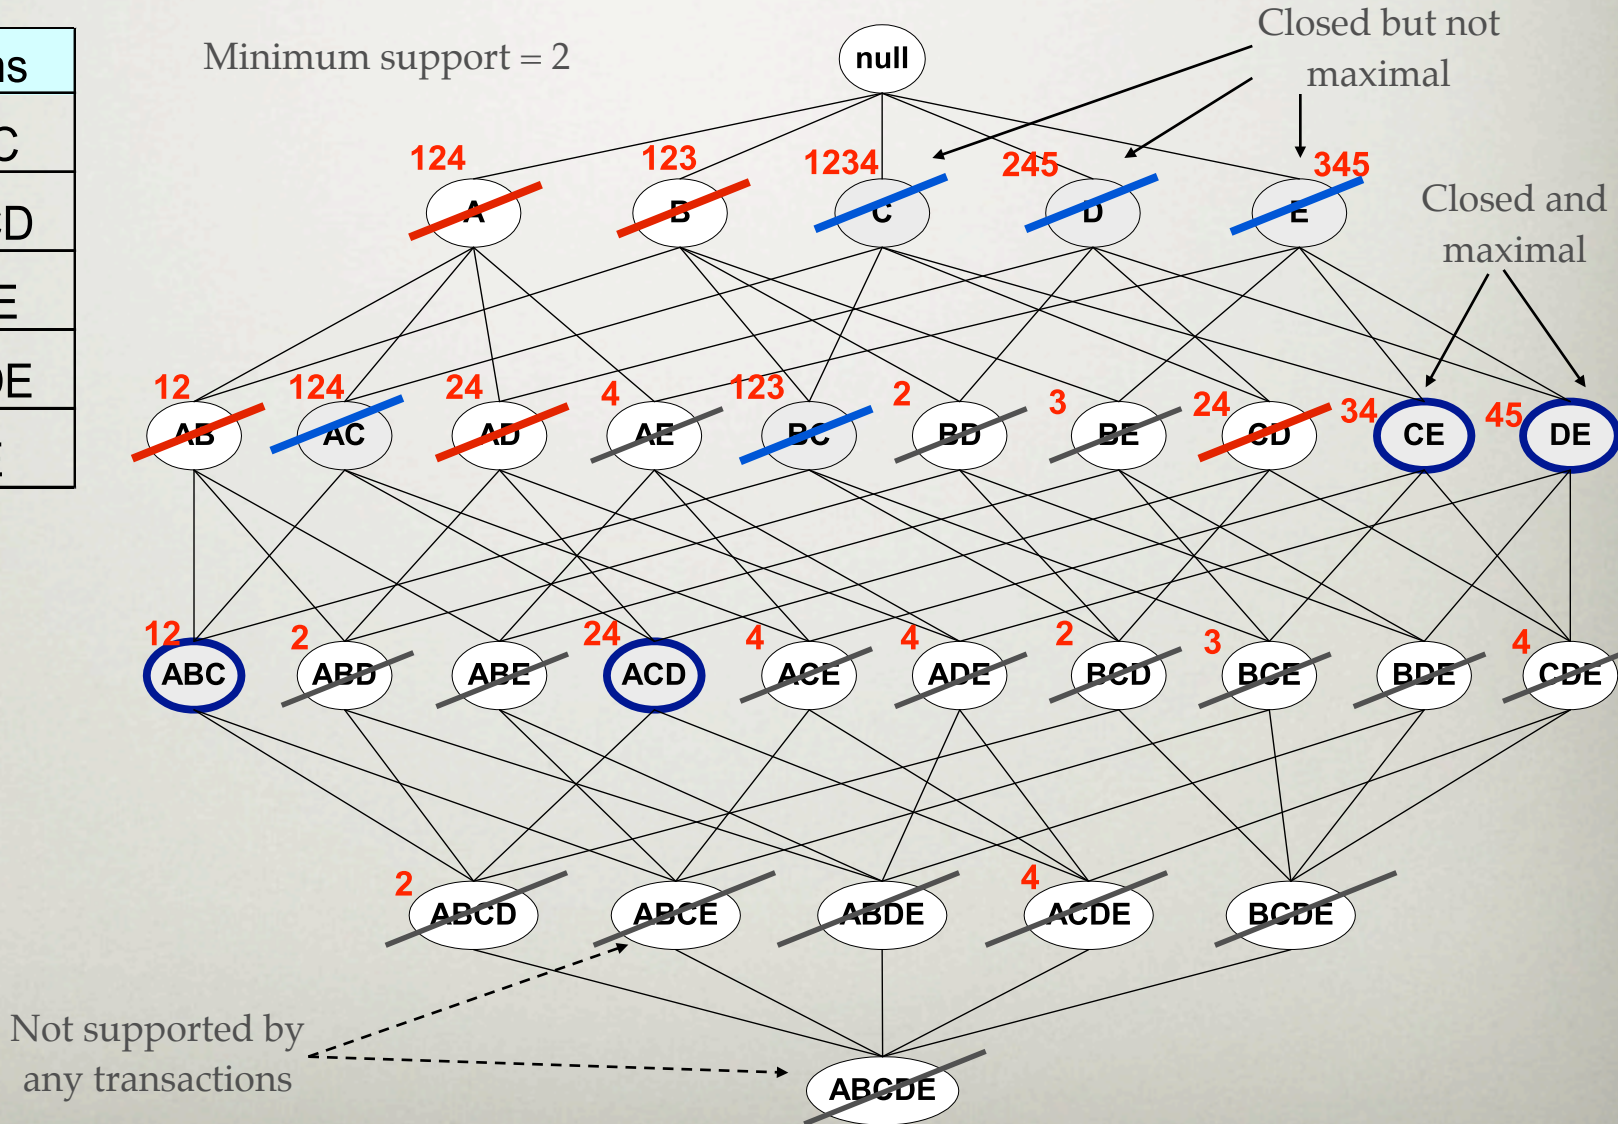 Minimum support = 2
Closed but not
maximal
Closed and
maximal
null
124 123 1234 245 345
A B C D E
12 124 24 4 123 2 3 24 34 45
AB AC AD AE BC BD BE CD CE DE
12 2 24 4 4 2 3 4
ABC ABD ABE ACD ACE ADE BCD BCE BDE CDE
2 4
ABCD ABCE ABDE ACDE BCDE
Not supported by
any transactions
ABCDE